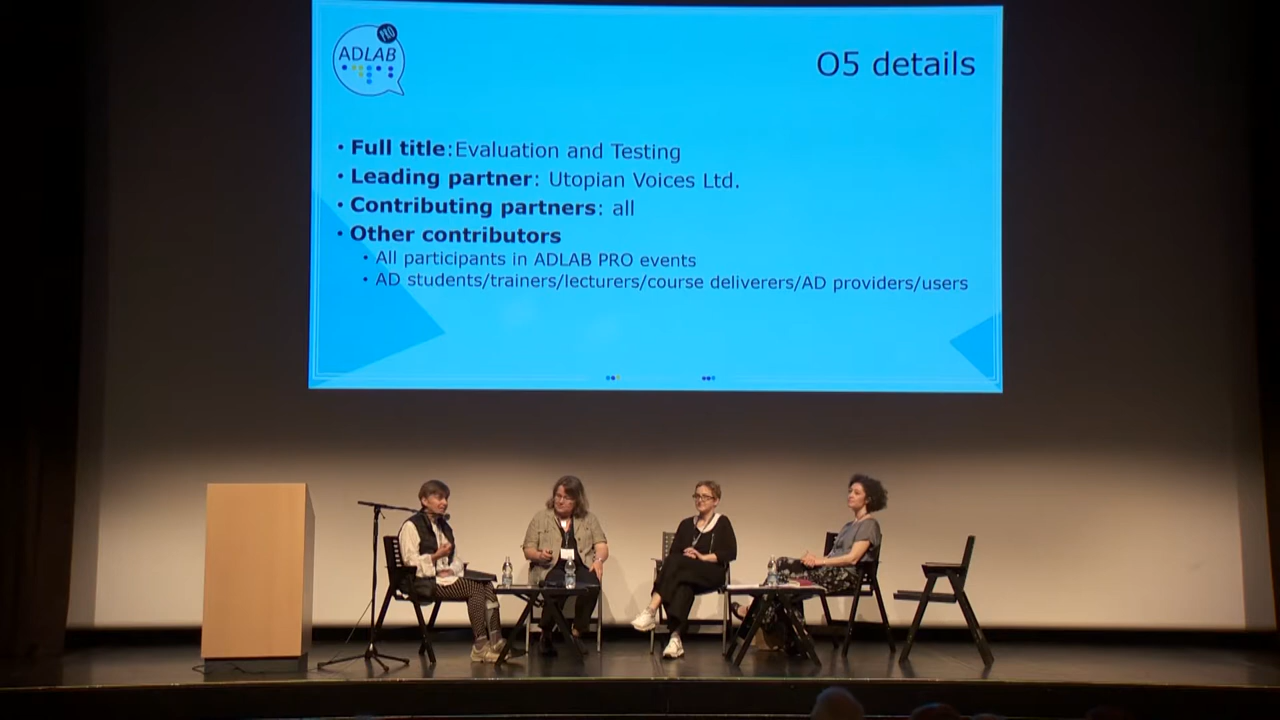 PRO
ADLAB
O5 details
• Full title:Evaluation and Testing
• Leading partner: Utopian Voices Ltd.
• Contributing partners: all
• Other contributors
• All participants in ADLAB PRO events
• AD students/trainers/lecturers/course deliverers/AD providers/users